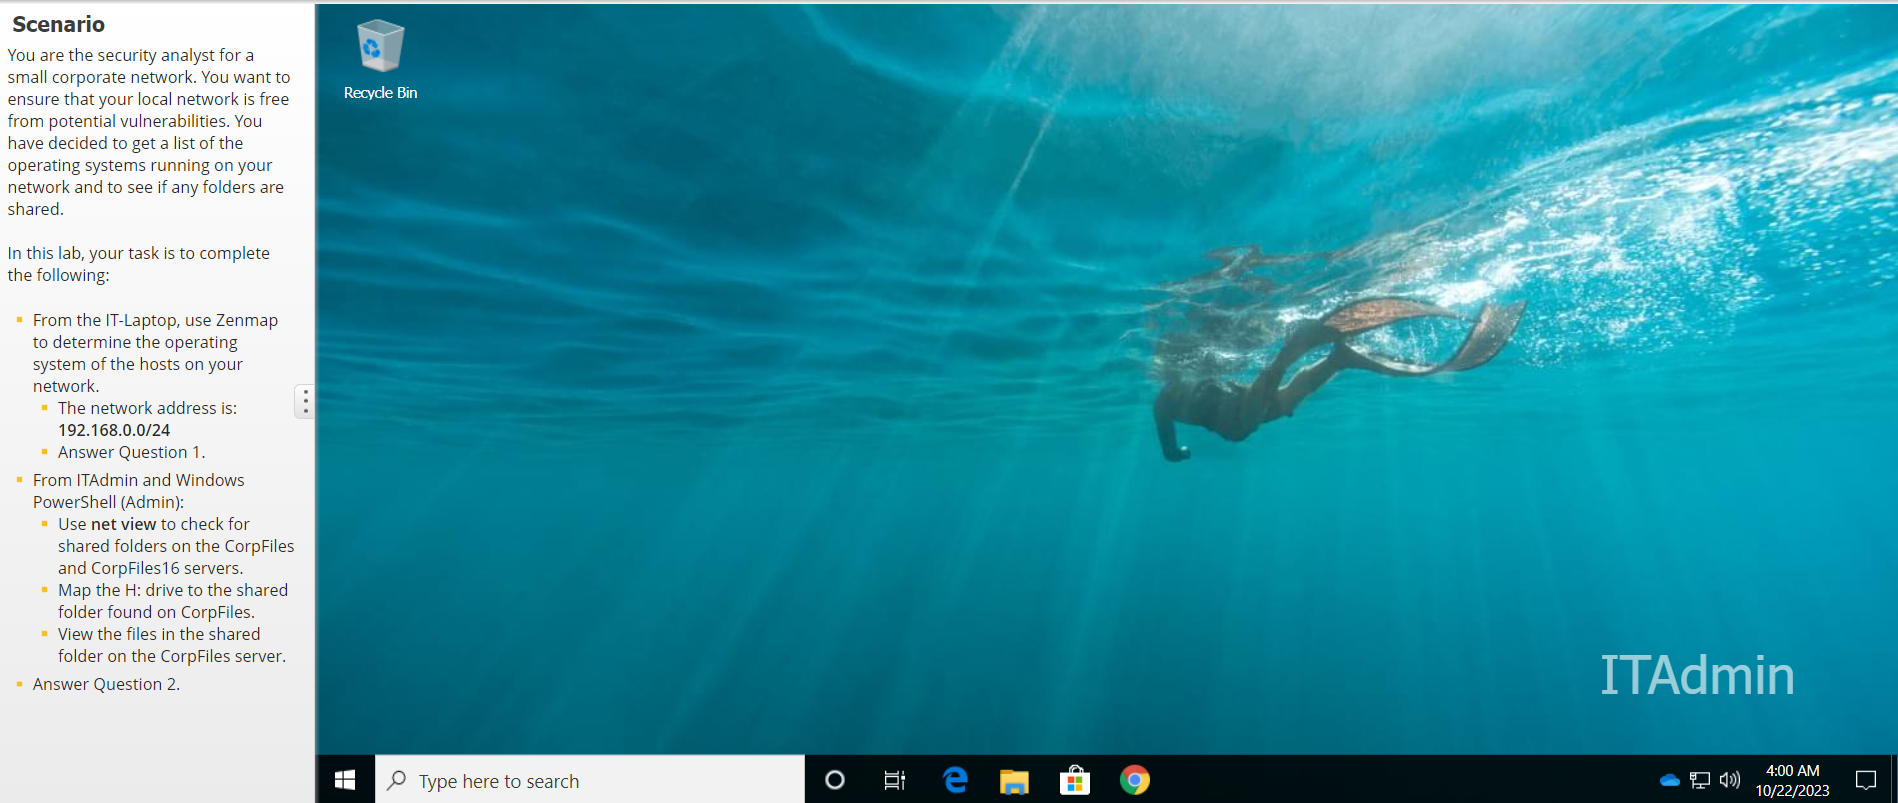 Scenario
You are the security analyst for a
small corporate network. You want to
ensure that your local network is free
from potential vulnerabilities. You
have decided to get a list of the
operating systems running on your
network and to see if any folders are
shared.
In this lab, your task is to complete
the following:
From the IT-Laptop, use Zenmap
to determine the operating
system of the hosts on your
network.
The network address is:
192.168.0.0/24
Answer Question 1.
From ITAdmin and Windows
PowerShell (Admin):
Use net view to check for
shared folders on the CorpFiles
and CorpFiles16 servers.
Map the H: drive to the shared
folder found on CorpFiles.
View the files in the shared
folder on the CorpFiles server.
Answer Question 2.
Recycle Bin
ITAdmin
Type here to search
4:00 AM
10/22/2023